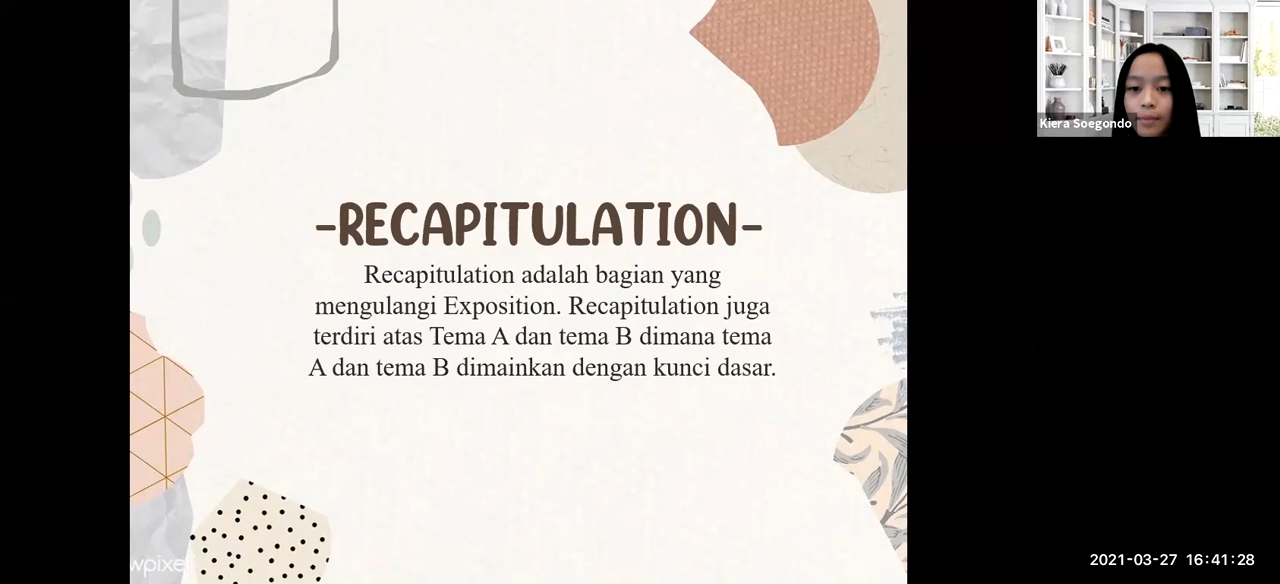 Kiera Soegondo
-RECAPITULATION-
Recapitulation adalah bagian yang
mengulangi Exposition. Recapitulation juga
terdiri atas Tema A dan tema B dimana tema
A dan tema B dimainkan dengan kunci dasar.
wpixel
2021-03-27 16:41:28